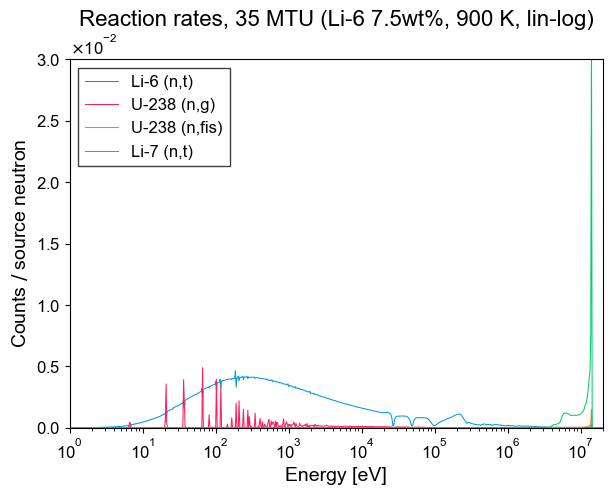 Reaction rates, 35 MTU (Li-6 7.5wt%, 900 K, lin-log)
×10⁻²
3.0
2.5
2.0
1.5
1.0
0.5
0.0
Counts / source neutron
Li-6 (n,t)
U-238 (n,g)
U-238 (n,fis)
Li-7 (n,t)
10⁰ 10¹ 10² 10³ 10⁴ 10⁵ 10⁶ 10⁷
Energy [eV]